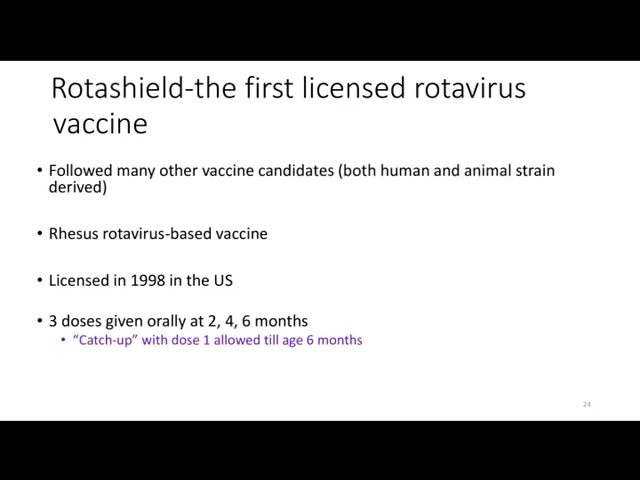 Rotashield-the first licensed rotavirus
vaccine
• Followed many other vaccine candidates (both human and animal strain
derived)
• Rhesus rotavirus-based vaccine
• Licensed in 1998 in the US
• 3 doses given orally at 2, 4, 6 months
• “Catch-up” with dose 1 allowed till age 6 months
24